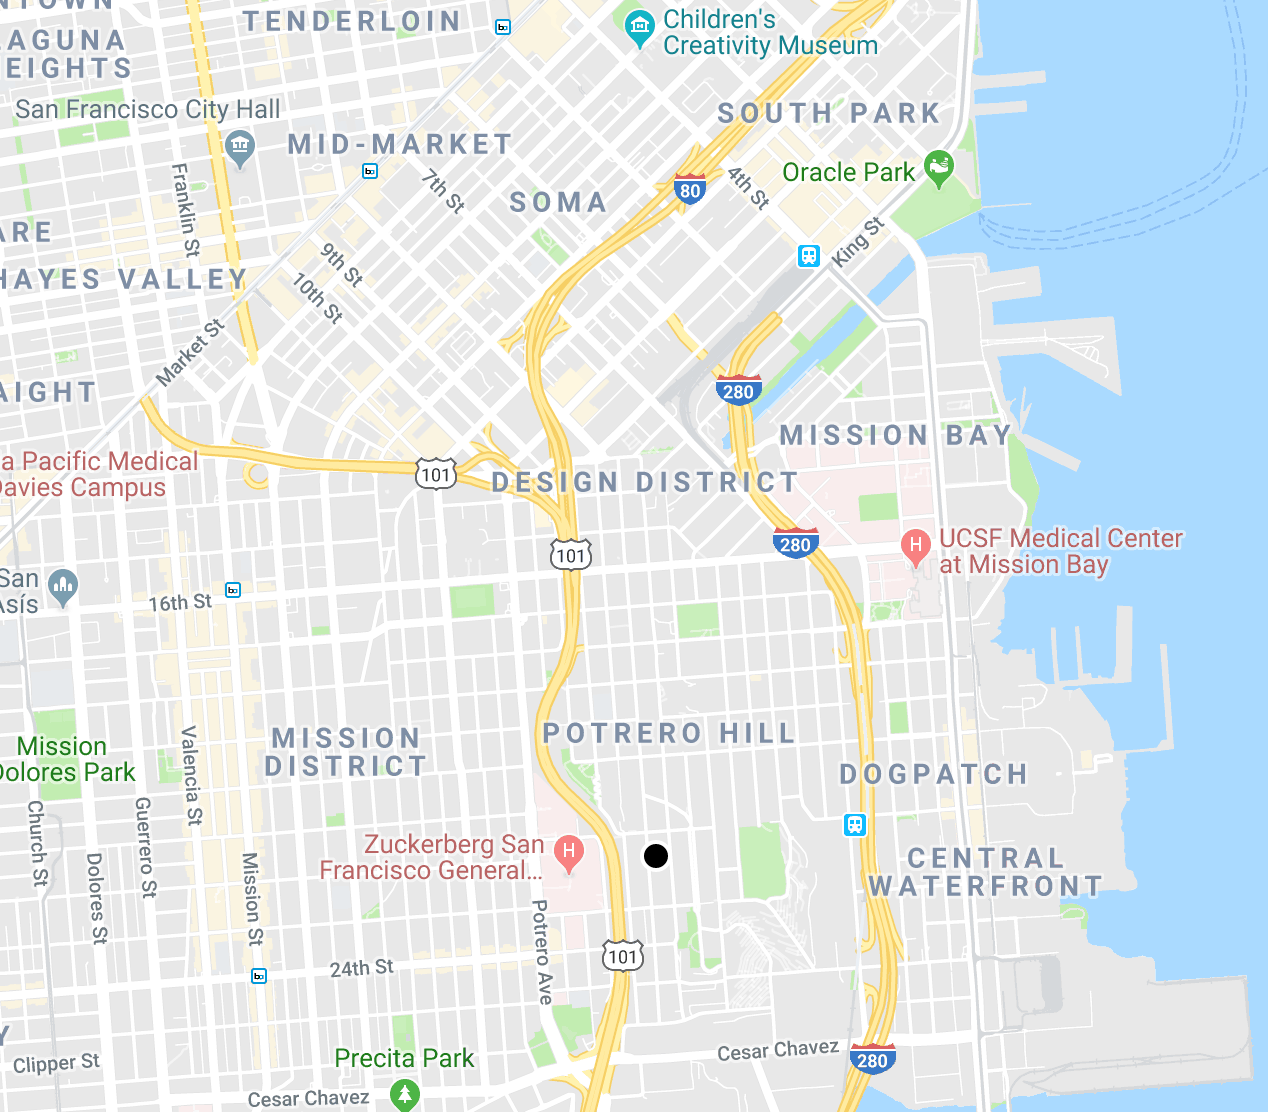 NTOWN
TENDERLOIN
Children's
Creativity Museum
LAGUNA
HEIGHTS
San Francisco City Hall
SOUTH PARK
MID-MARKET
Oracle Park
Franklin St
7th St
4th St
80
SOMA
ARE
King St
9th St
HAYES VALLEY
10th St
Market St
AIGHT
280
MISSION BAY
a Pacific Medical
Davies Campus
101
DESIGN DISTRICT
UCSF Medical Center
at Mission Bay
280
101
San
Asís
16th St
Mission
Dolores Park
MISSION
DISTRICT
POTRERO HILL
Valencia St
DOGPATCH
Church St
Guerrero St
Zuckerberg San
Francisco General...
CENTRAL
WATERFRONT
Dolores St
Mission St
Potrero Ave
101
24th St
Y
Clipper St
Precita Park
Cesar Chavez
280
Cesar Chavez